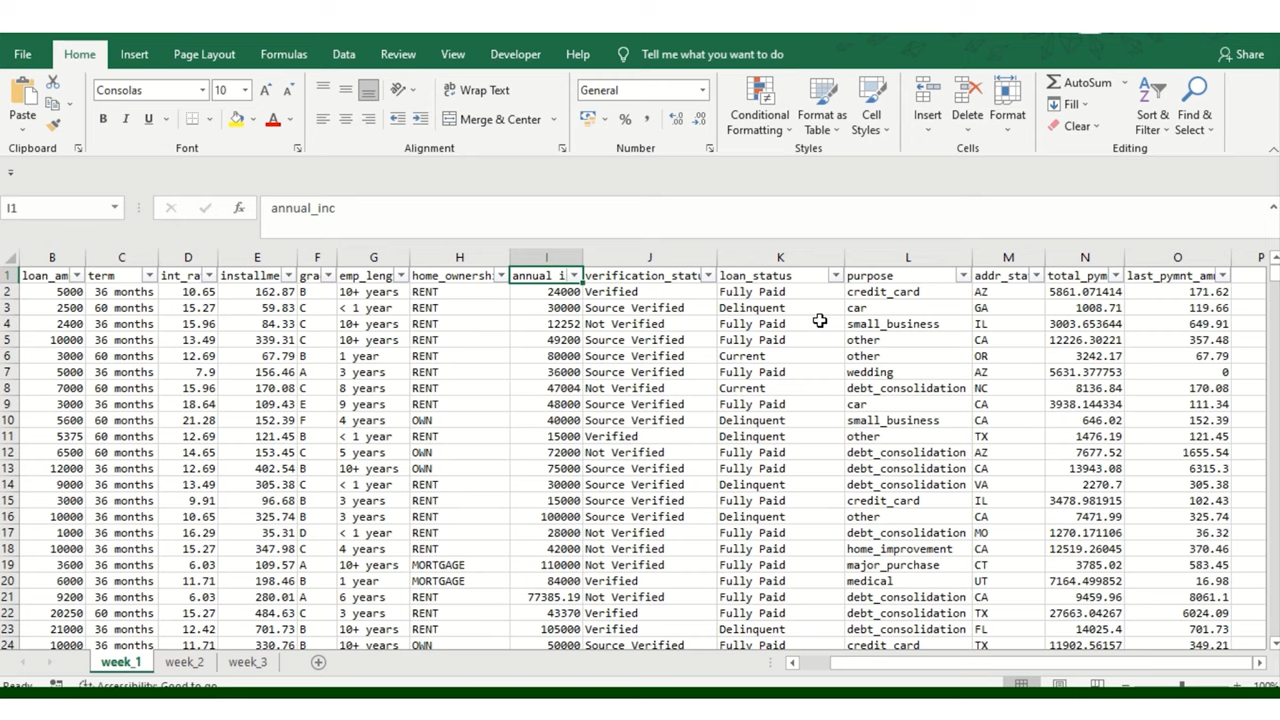 File Home Insert Page Layout Formulas Data Review View Developer Help Tell me what you want to do Share
Consolas 10 Wrap Text General AutoSum
Paste Merge & Center Conditional Formatting Format as Table Cell Styles Insert Delete Format Fill Clear Sort & Filter Find & Select
Clipboard Font Alignment Number Styles Cells Editing
I1 annual_inc
B C D E F G H I J K L M N O P
1 loan_am term int_ra installme gra emp_leng home_ownershi annual_i verification_statu loan_status purpose addr_sta total_pym last_pymnt_am
2 5000 36 months 10.65 162.87 B 10+ years RENT 24000 Verified Fully Paid credit_card AZ 5861.071414 171.62
3 2500 60 months 15.27 59.83 C < 1 year RENT 30000 Source Verified Delinquent car GA 1008.71 119.66
4 2400 36 months 15.96 84.33 C 10+ years RENT 12252 Not Verified Fully Paid small_business IL 3003.653644 649.91
5 10000 36 months 13.49 339.31 C 10+ years RENT 49200 Source Verified Fully Paid other CA 12226.30221 357.48
6 3000 60 months 12.69 67.79 B 1 year RENT 80000 Source Verified Current other OR 3242.17 67.79
7 5000 36 months 7.9 156.46 A 3 years RENT 36000 Source Verified Fully Paid wedding AZ 5631.377753 0
8 7000 60 months 15.96 170.08 C 8 years RENT 47004 Not Verified Current debt_consolidation NC 8136.84 170.08
9 3000 36 months 18.64 109.43 E 9 years RENT 48000 Source Verified Fully Paid car CA 3938.144334 111.34
10 5600 60 months 21.28 152.39 F 4 years OWN 40000 Source Verified Delinquent small_business CA 646.02 152.39
11 5375 60 months 12.69 121.45 B < 1 year RENT 15000 Verified Delinquent other TX 1476.19 121.45
12 6500 60 months 14.65 153.45 C 5 years OWN 72000 Not Verified Fully Paid debt_consolidation AZ 7677.52 1655.54
13 12000 36 months 12.69 402.54 B 10+ years OWN 75000 Source Verified Fully Paid debt_consolidation CA 13943.08 6315.3
14 9000 36 months 13.49 305.38 C < 1 year RENT 30000 Source Verified Delinquent debt_consolidation VA 2270.7 305.38
15 3000 36 months 9.91 96.68 B 3 years RENT 15000 Source Verified Fully Paid credit_card IL 3478.981915 102.43
16 10000 36 months 10.65 325.74 B 3 years RENT 100000 Source Verified Delinquent other CA 7471.99 325.74
17 1000 36 months 16.29 35.31 D < 1 year RENT 28000 Not Verified Fully Paid debt_consolidation MO 1270.171106 36.32
18 10000 36 months 15.27 347.98 C 4 years RENT 42000 Not Verified Fully Paid home_improvement CA 12519.26045 370.46
19 3600 36 months 6.03 109.57 A 10+ years MORTGAGE 110000 Not Verified Fully Paid major_purchase CT 3785.02 583.45
20 6000 36 months 11.71 198.46 B 1 year MORTGAGE 84000 Verified Fully Paid medical UT 7164.499852 16.98
21 9200 36 months 6.03 280.01 A 6 years RENT 77385.19 Not Verified Fully Paid debt_consolidation CA 9459.96 8061.1
22 20250 60 months 15.27 484.63 C 3 years RENT 43370 Verified Fully Paid debt_consolidation TX 27663.04267 6024.09
23 21000 36 months 12.42 701.73 B 10+ years RENT 105000 Verified Delinquent debt_consolidation FL 14025.4 701.73
24 10000 36 months 11.71 330.76 B 10+ years OWN 50000 Source Verified Fully Paid credit_card TX 11902.56157 349.21
week_1 week_2 week_3
Ready Accessibility: Good to go 100%